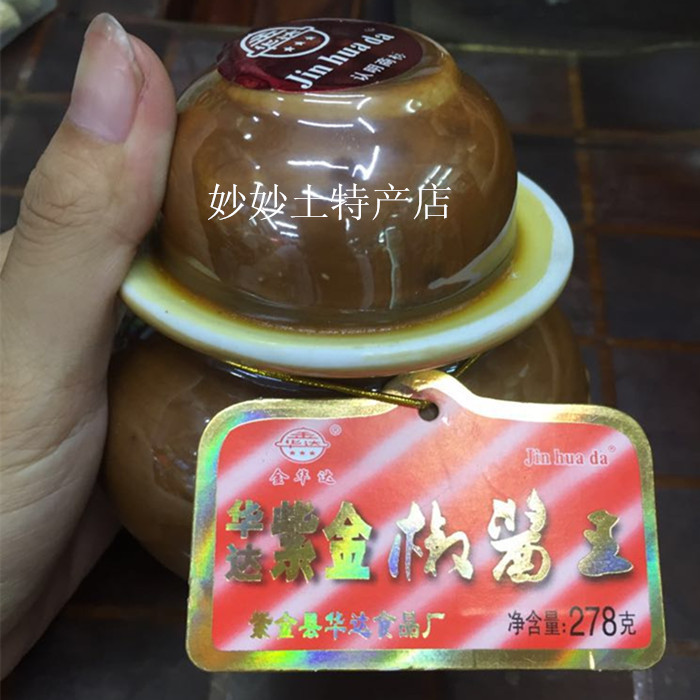 Jin hua da
认明商标
妙妙土特产店
华达
金华达
Jin hua da®
华达紫金椒酱王
紫金县华达食品厂
净含量:278克